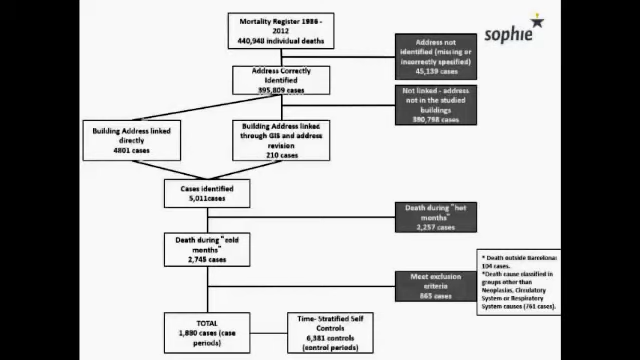 Mortality Register 1986 -
2012
440,948 individual deaths
sophie
Address not
identified (missing or
incorrectly specified)
45,139 cases
Address Correctly
Identified
395,809 cases
Not linked - address
not in the studied
buildings
390,798 cases
Building Address linked
directly
4801 cases
Building Address linked
through GIS and address
revision
210 cases
Cases identified
5,011cases
Death during "hot
months"
2,257 cases
Death during "cold
months"
2,745 cases
Meet exclusion
criteria
865 cases
* Death outside Barcelona:
104 cases.
*Death cause classified in
groups other than
Neoplasias, Circulatory
System or Respiratory
System causes (761 cases).
TOTAL
1,880 cases (case
periods)
Time- Stratified Self
Controls
6,381 controls
(control periods)